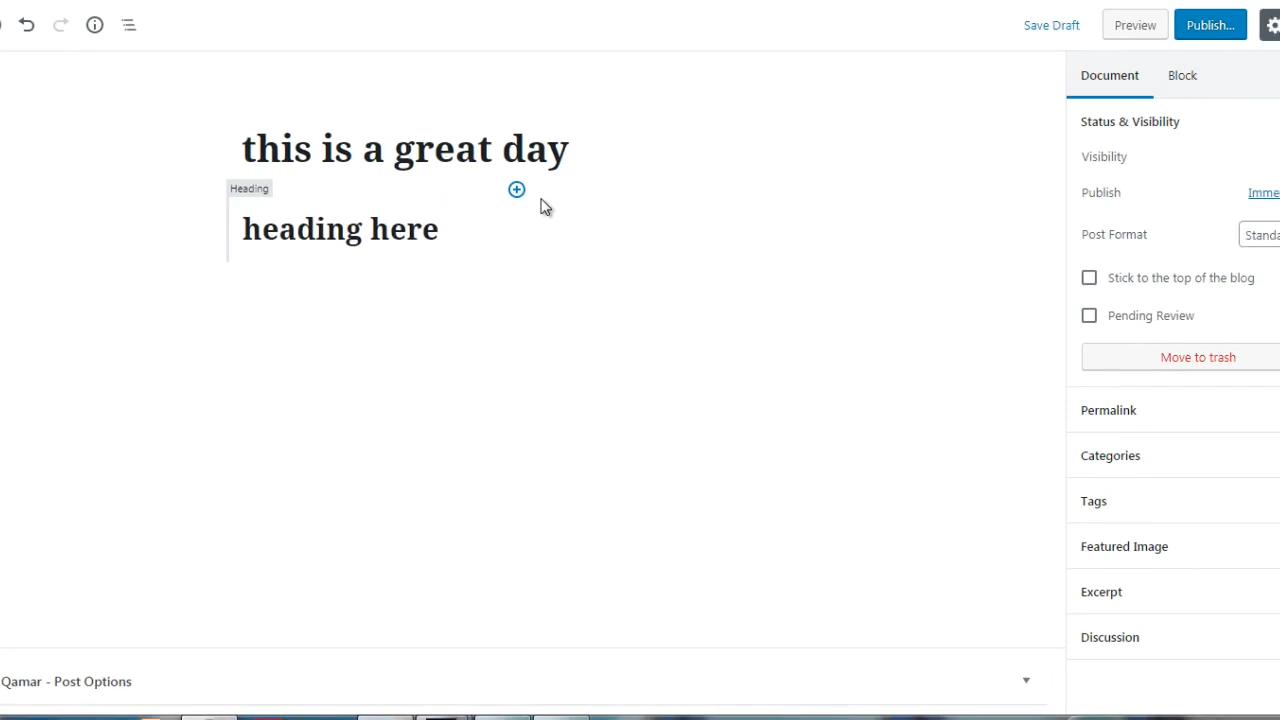 Save Draft
Preview
Publish...
Document
Block
this is a great day
Heading
heading here
Status & Visibility
Visibility
Publish
Imme
Post Format
Standa
Stick to the top of the blog
Pending Review
Move to trash
Permalink
Categories
Tags
Featured Image
Excerpt
Discussion
Qamar - Post Options